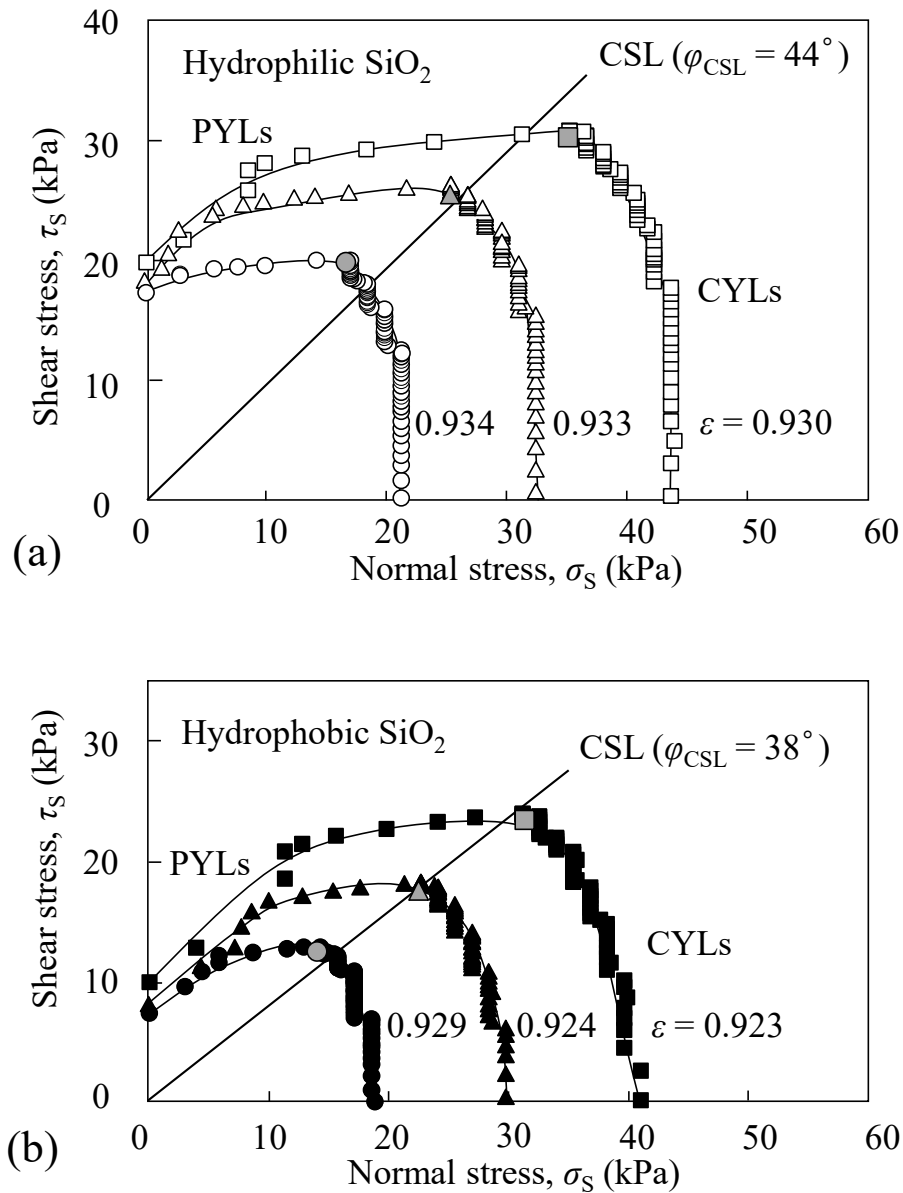 40
Hydrophilic SiO₂
CSL (φCSL = 44°)
PYLs
30
Shear stress, τS (kPa)
20
CYLs
10
0.934
0.933
ε = 0.930
0
0
10
20
30
40
50
60
(a)
Normal stress, σS (kPa)
Hydrophobic SiO₂
30
CSL (φCSL = 38°)
Shear stress, τS (kPa)
20
PYLs
CYLs
10
0.929
0.924
ε = 0.923
0
0
10
20
30
40
50
60
(b)
Normal stress, σS (kPa)